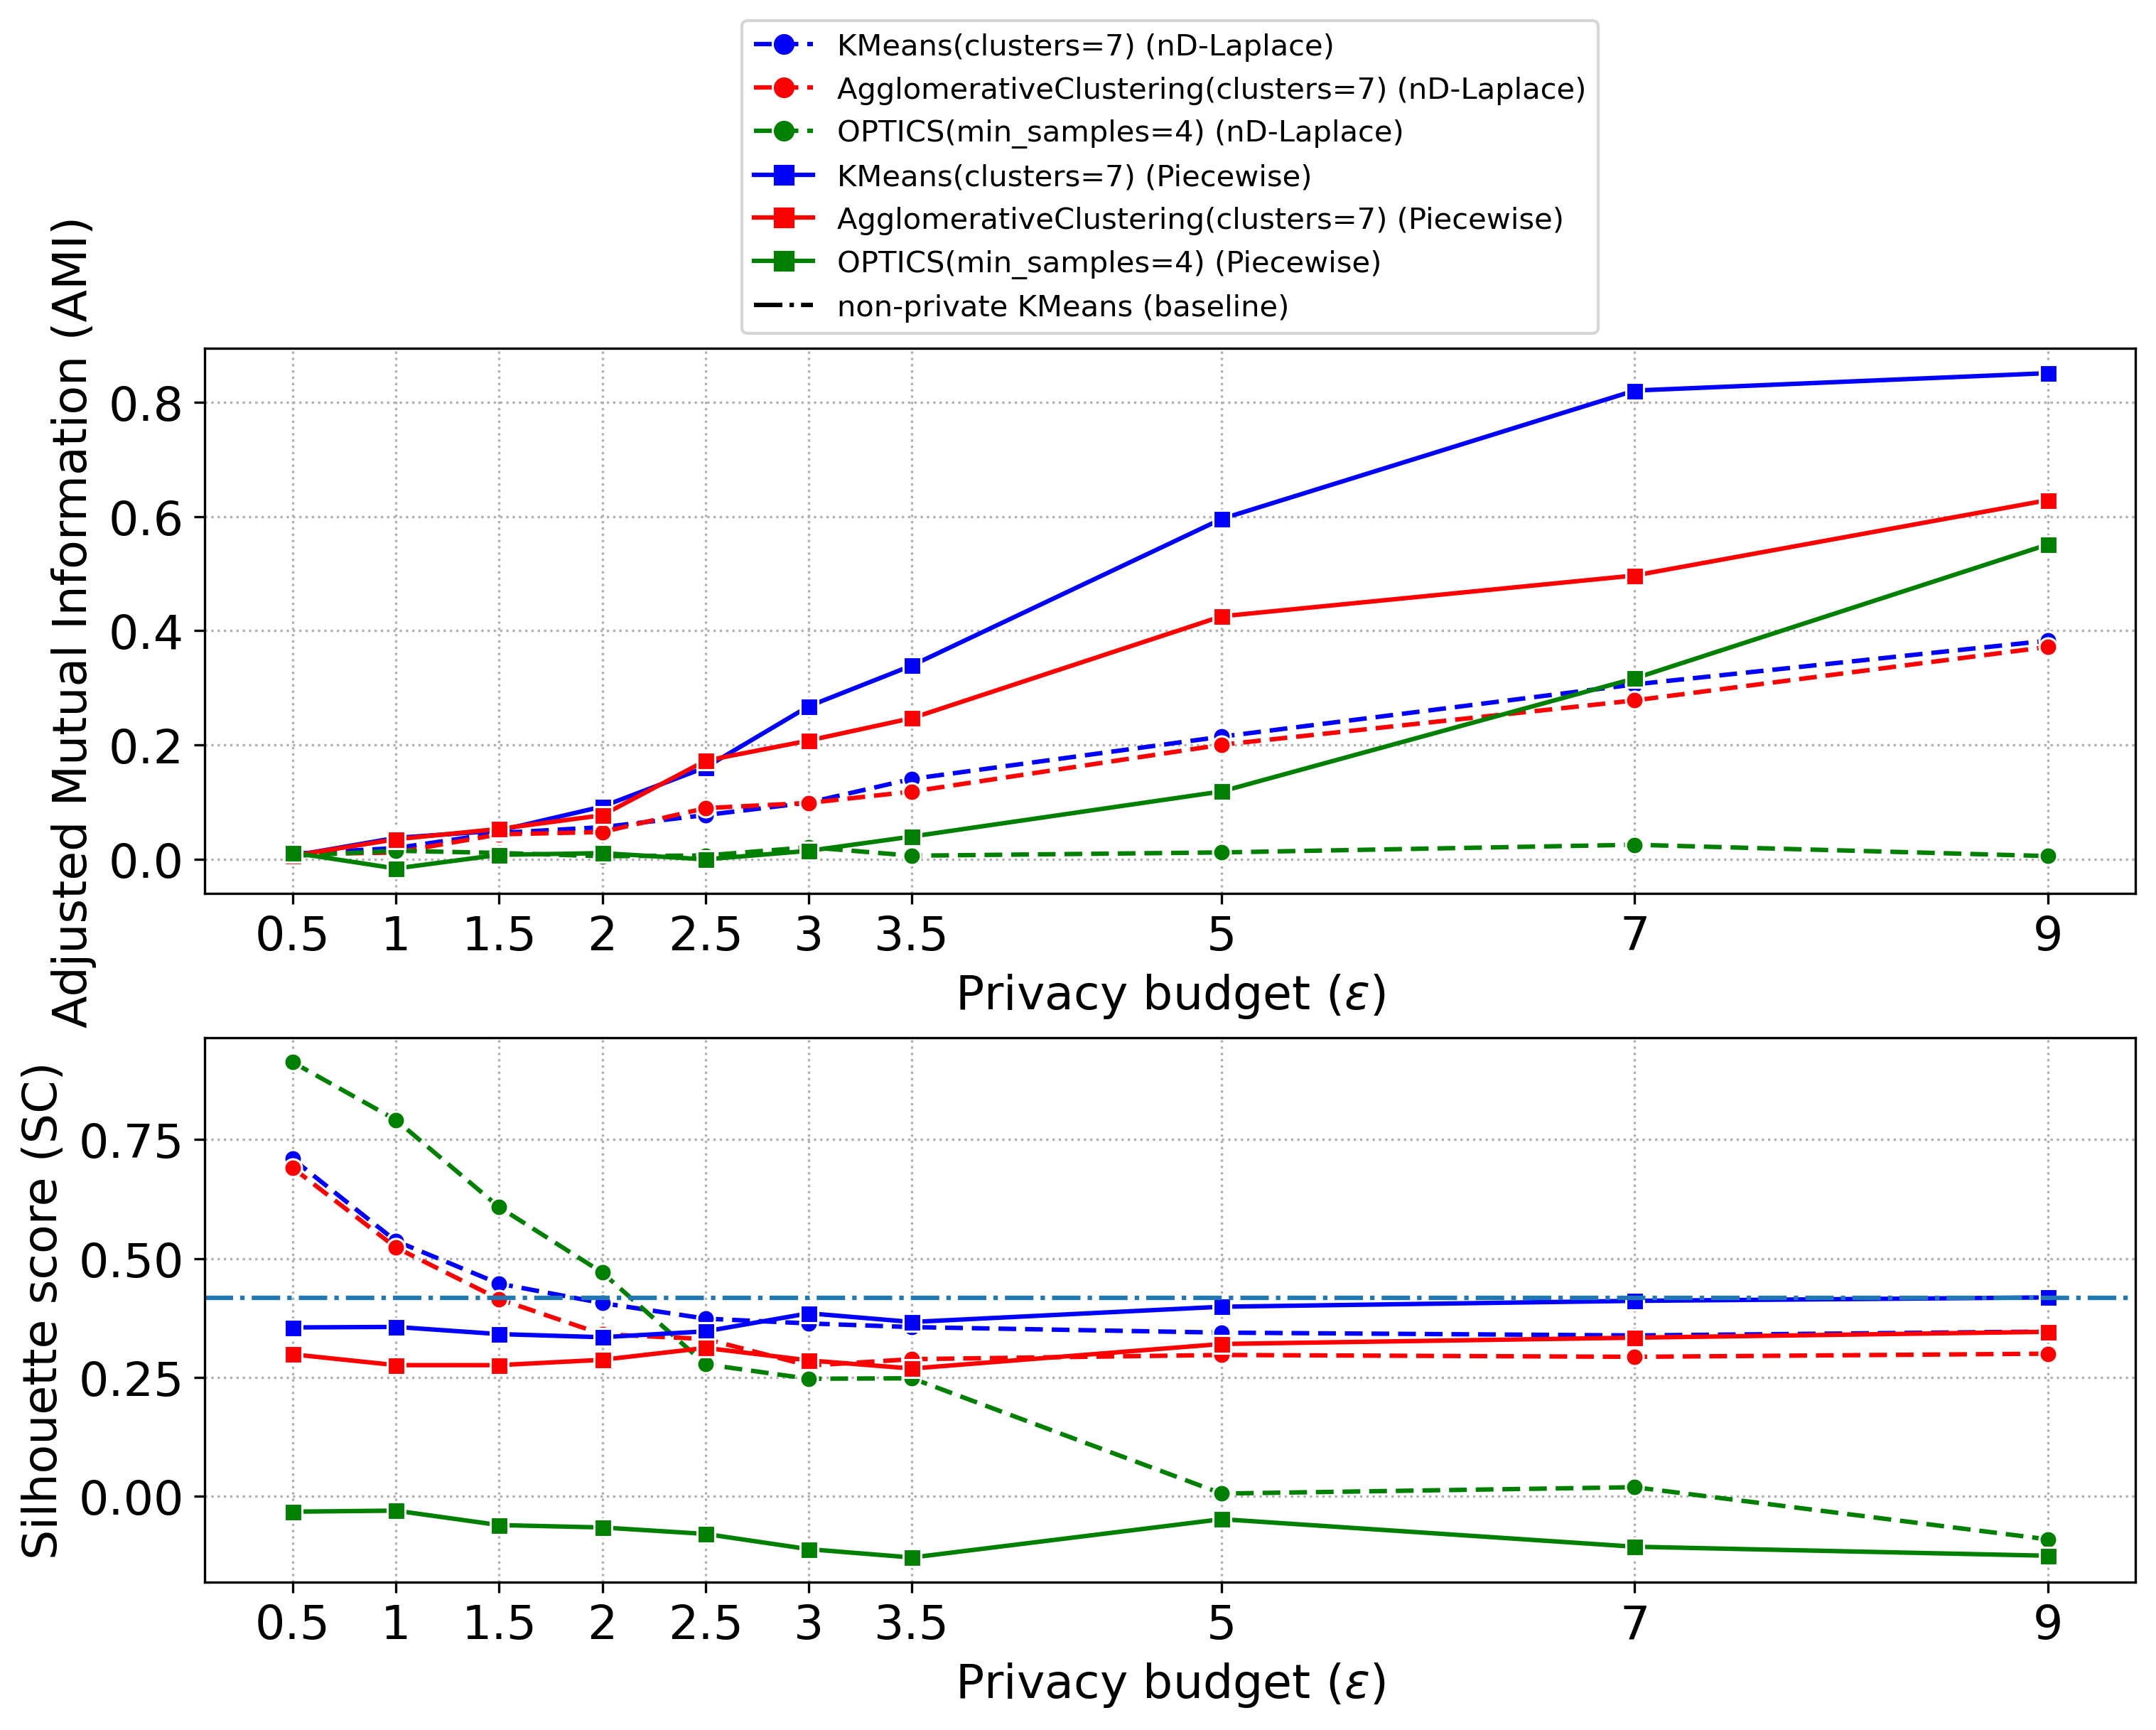 KMeans(clusters=7) (nD-Laplace)
AgglomerativeClustering(clusters=7) (nD-Laplace)
OPTICS(min_samples=4) (nD-Laplace)
KMeans(clusters=7) (Piecewise)
AgglomerativeClustering(clusters=7) (Piecewise)
OPTICS(min_samples=4) (Piecewise)
non-private KMeans (baseline)
Adjusted Mutual Information (AMI)
0.8
0.6
0.4
0.2
0.0
0.5 1 1.5 2 2.5 3 3.5 5 7 9
Privacy budget (ε)
Silhouette score (SC)
0.75
0.50
0.25
0.00
0.5 1 1.5 2 2.5 3 3.5 5 7 9
Privacy budget (ε)